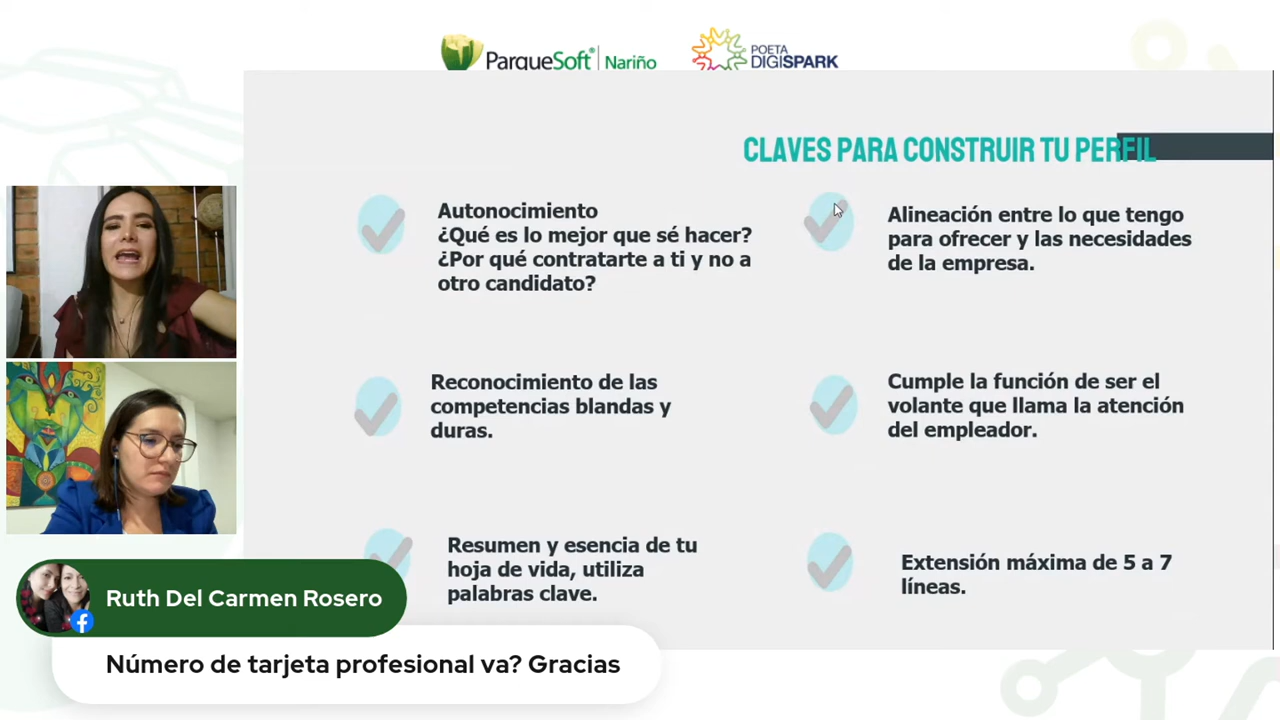 ParqueSoft® | Nariño
POETA
DIGISPARK
CLAVES PARA CONSTRUIR TU PERFIL
Autonocimiento
¿Qué es lo mejor que sé hacer?
¿Por qué contratarte a ti y no a
otro candidato?
Alineación entre lo que tengo
para ofrecer y las necesidades
de la empresa.
Reconocimiento de las
competencias blandas y
duras.
Cumple la función de ser el
volante que llama la atención
del empleador.
Resumen y esencia de tu
hoja de vida, utiliza
palabras clave.
Extensión máxima de 5 a 7
líneas.
Ruth Del Carmen Rosero
Número de tarjeta profesional va? Gracias